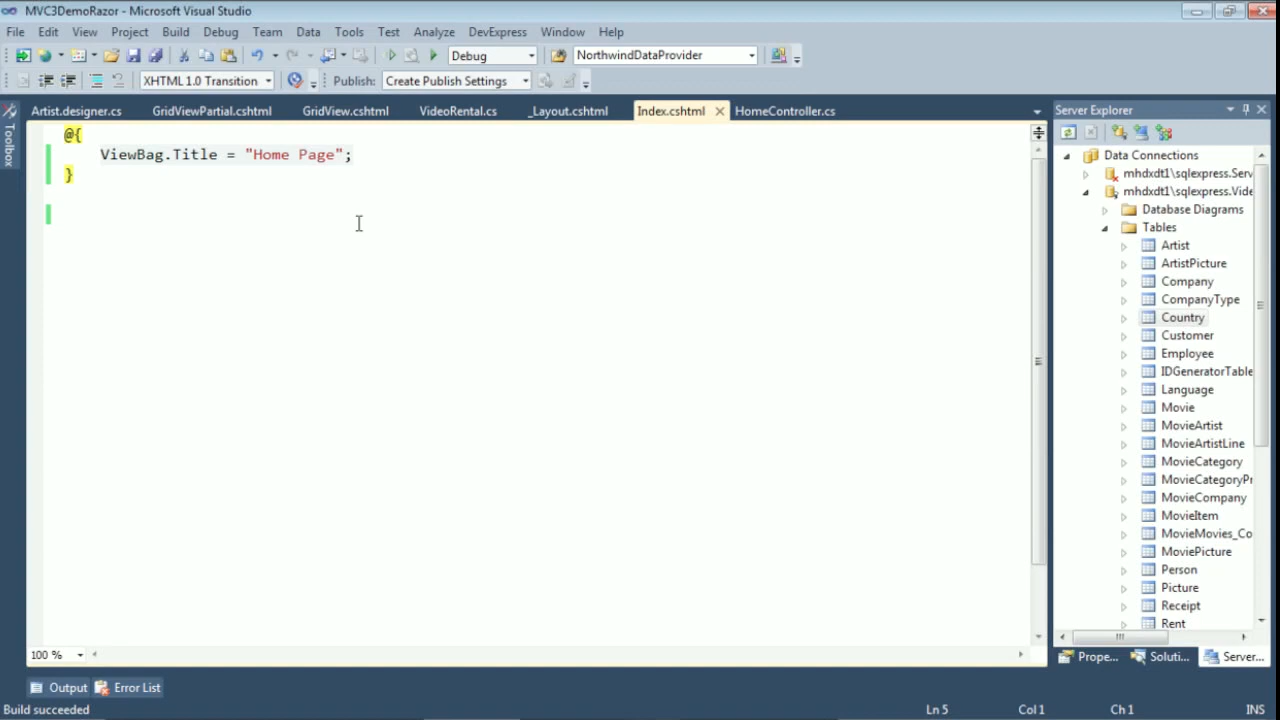 MVC3DemoRazor - Microsoft Visual Studio
File Edit View Project Build Debug Team Data Tools Test Analyze DevExpress Window Help
Debug NorthwindDataProvider
XHTML 1.0 Transition Publish: Create Publish Settings
Artist.designer.cs GridViewPartial.cshtml GridView.cshtml VideoRental.cs _Layout.cshtml Index.cshtml HomeController.cs
Toolbox
@{
ViewBag.Title = "Home Page";
}
100 %
Server Explorer
Data Connections
mhdxdt1\sqlexpress.Serv
mhdxdt1\sqlexpress.Vide
Database Diagrams
Tables
Artist
ArtistPicture
Company
CompanyType
Country
Customer
Employee
IDGeneratorTable
Language
Movie
MovieArtist
MovieArtistLine
MovieCategory
MovieCategoryPr
MovieCompany
MovieItem
MovieMovies_Co
MoviePicture
Person
Picture
Receipt
Rent
Prope... Soluti... Server...
Output Error List
Build succeeded Ln 5 Col 1 Ch 1 INS